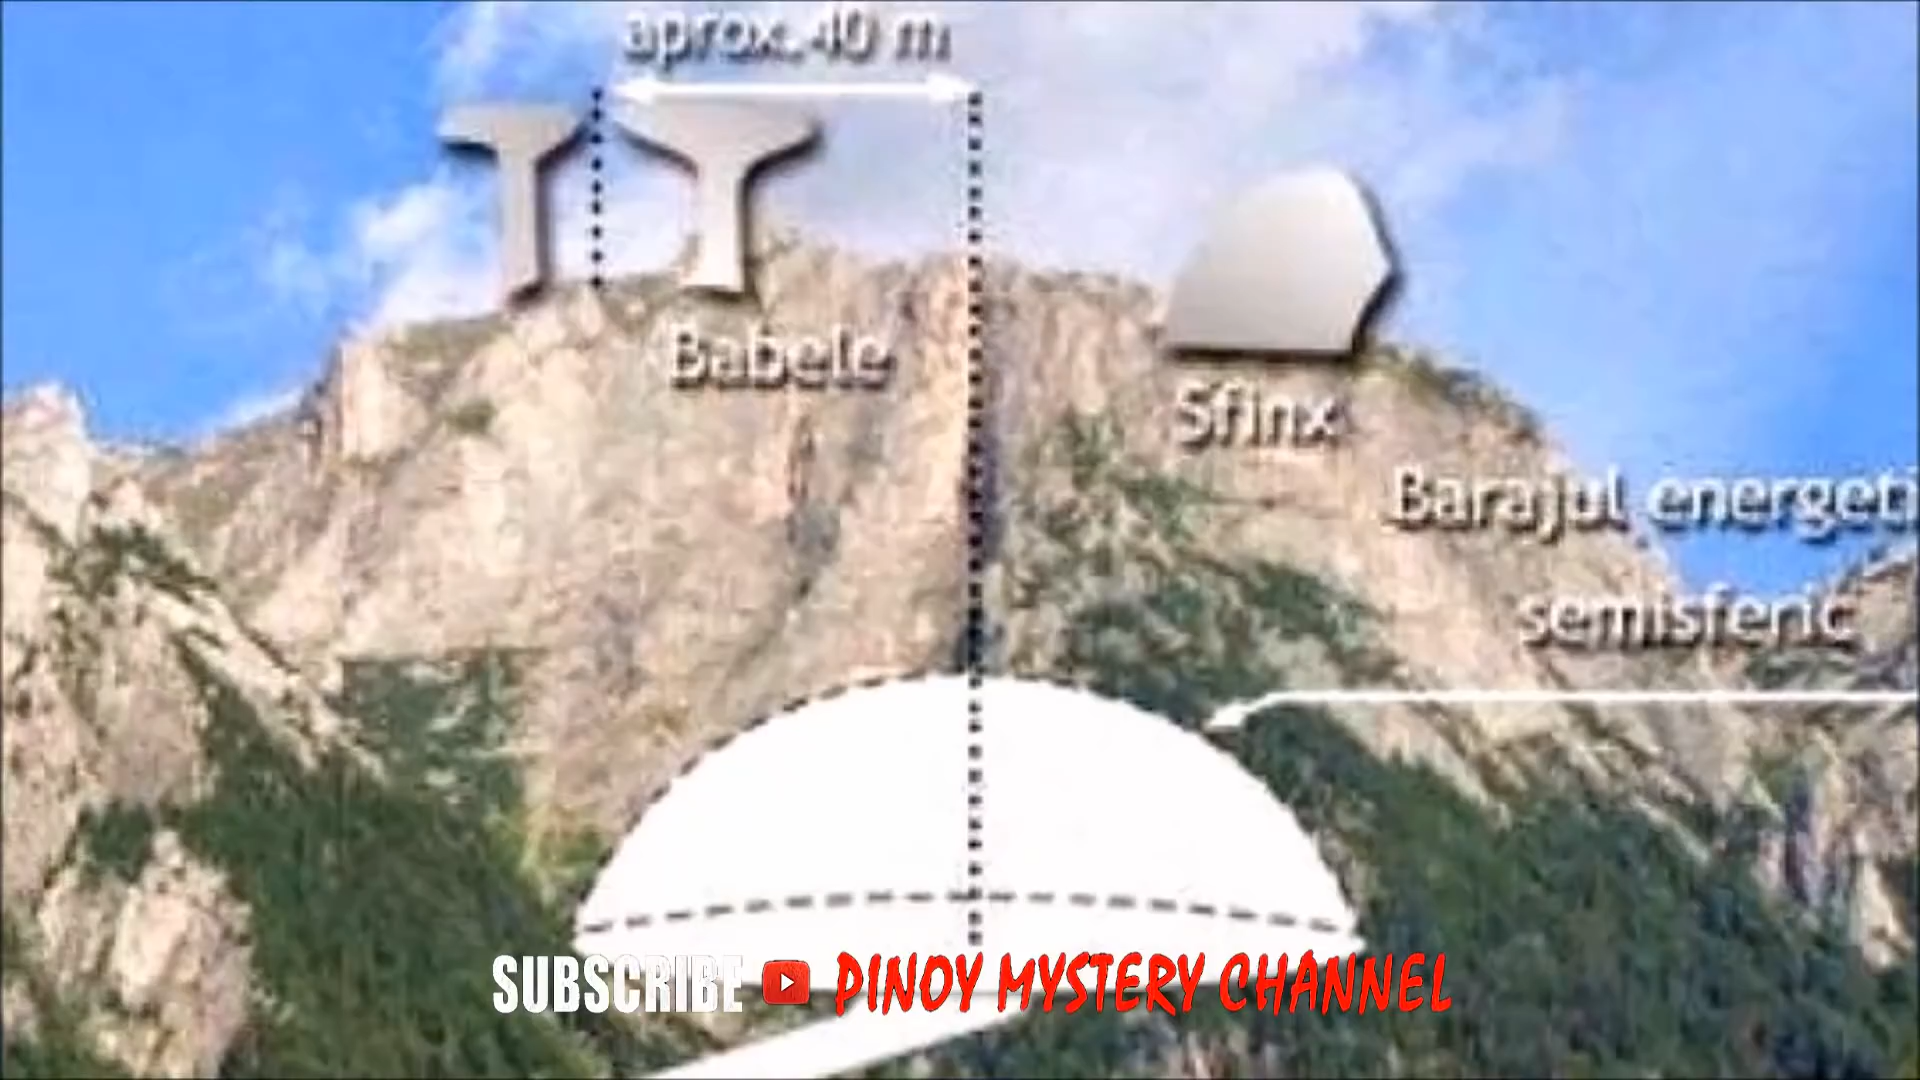 aprox. 40 m
Babele
Sfinx
Barajul energeti
semisferic
SUBSCRIBE PINOY MYSTERY CHANNEL